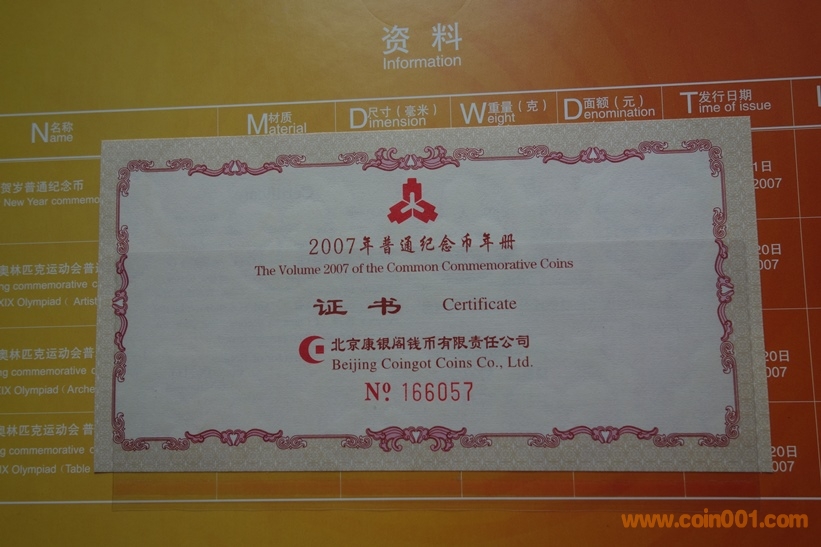 资料
Information
名称 Name
材质 Material
尺寸（毫米） Dimension
重量（克） Weight
面额（元） Denomination
发行日期 Time of issue
贺岁普通纪念币
New Year commemo
1日
2007
2007年普通纪念币年册
The Volume 2007 of the Common Commemorative Coins
证书 Certificate
北京康银阁钱币有限责任公司
Beijing Coingot Coins Co., Ltd.
Nº 166057
奥林匹克运动会普
ng commemorative c
XIX Olympiad ( Artist
20日
007
奥林匹克运动会普
ng commemorative
XIX Olympiad ( Arche
20日
007
奥林匹克运动会 普
ng commemorative co
XIX Olympiad ( Table
20日
007
www.coin001.com